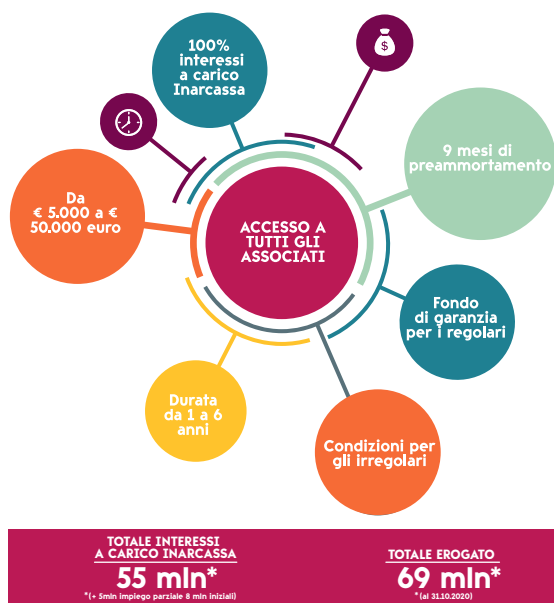 100%
interessi
a carico
Inarcassa
$
9 mesi di
preammortamento
Da
€ 5.000 a €
50.000 euro
ACCESSO A
TUTTI GLI
ASSOCIATI
Fondo
di garanzia
per i regolari
Durata
da 1 a 6
anni
Condizioni per
gli irregolari
TOTALE INTERESSI
A CARICO INARCASSA
55 mln*
*(+ 5mln impiego parziale 8 mln iniziali)
TOTALE EROGATO
69 mln*
*(al 31.10.2020)